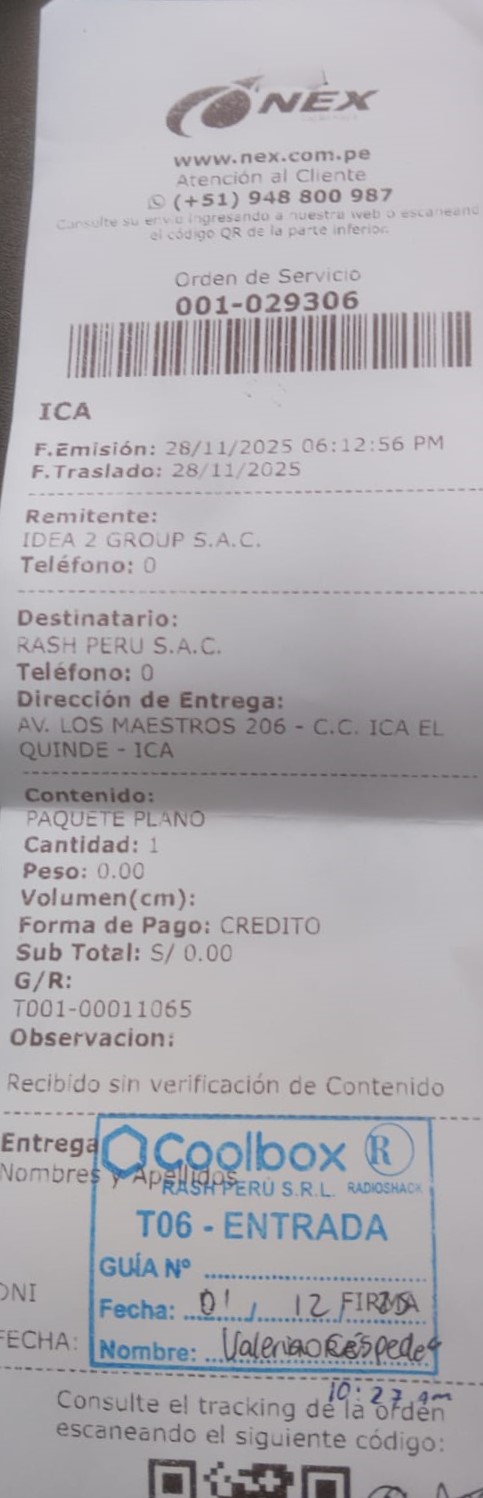 NEX
www.nex.com.pe
Atención al Cliente
(+51) 948 800 987
Consulte su envío ingresando a nuestra web o escaneand
el código QR de la parte inferior.
Orden de Servicio
001-029306
ICA
F.Emisión: 28/11/2025 06:12:56 PM
F.Traslado: 28/11/2025
Remitente:
IDEA 2 GROUP S.A.C.
Teléfono: 0
Destinatario:
RASH PERU S.A.C.
Teléfono: 0
Dirección de Entrega:
AV. LOS MAESTROS 206 - C.C. ICA EL
QUINDE - ICA
Contenido:
PAQUETE PLANO
Cantidad: 1
Peso: 0.00
Volumen(cm):
Forma de Pago: CREDITO
Sub Total: S/ 0.00
G/R:
T001-00011065
Observacion:
Recibido sin verificación de Contenido
Entrega
Coolbox R
Nombres y Apellidos
RASH PERÚ S.R.L. RADIOSHACK
T06 - ENTRADA
GUÍA Nº
DNI
Fecha: 01 / 12 / FIRMA
FECHA:
Nombre: Valeria Céspedes
10:27 am
Consulte el tracking de la orden
escaneando el siguiente código: